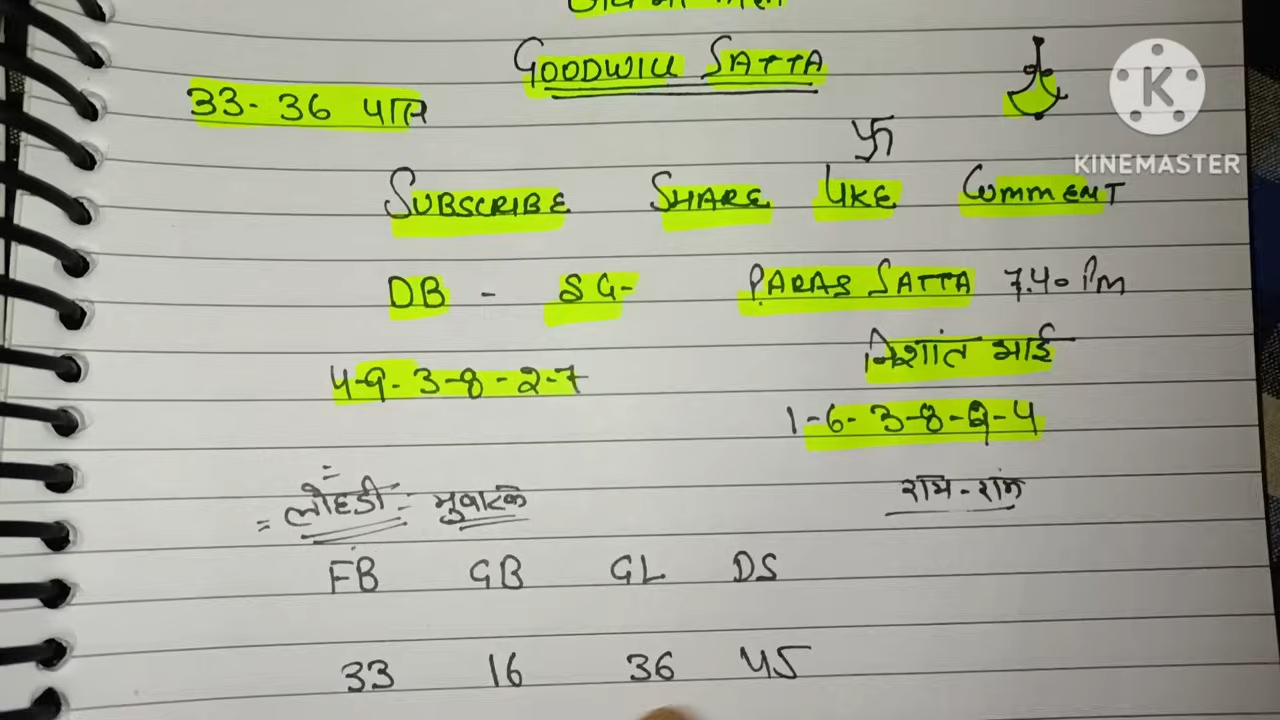 GOODWILL SATTA
33-36 पास
K
KINEMASTER
SUBSCRIBE SHARE LIKE COMMENT
DB - SG- PARAS SATTA 7.40 PM
निशांत भाई
4-9-3-8-2-7
1-6-3-8-9-4
= लोहडी = मुबारके
राम-राम
FB GB GL DS
33 16 36 45